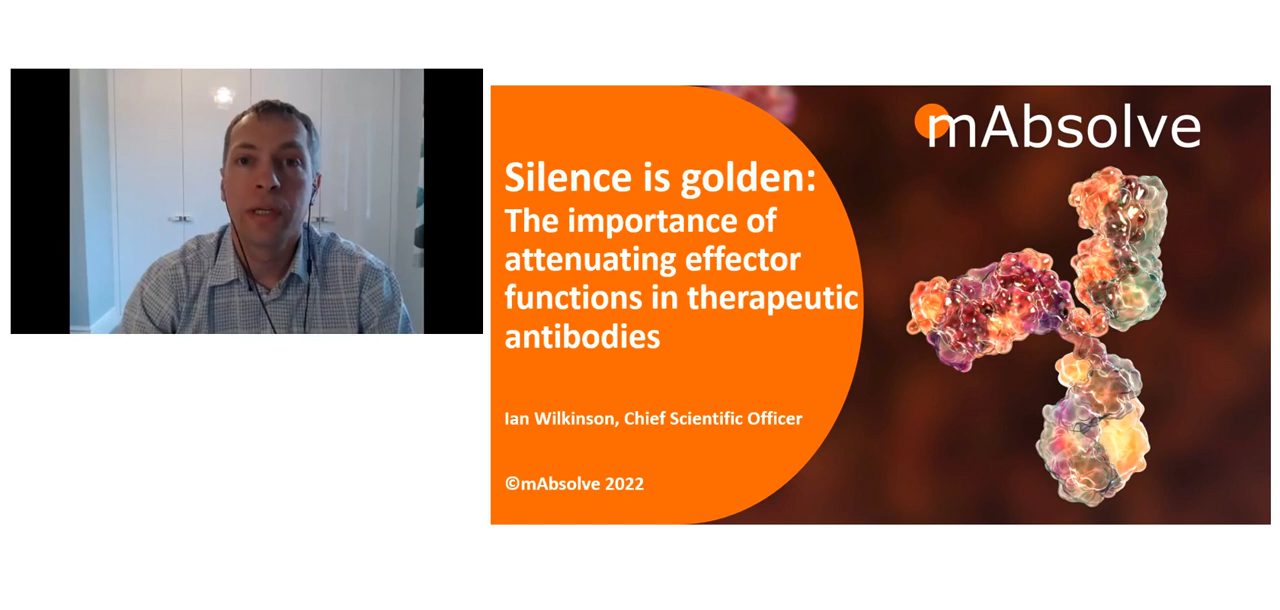 mAbsolve
Silence is golden:
The importance of
attenuating effector
functions in therapeutic
antibodies
Ian Wilkinson, Chief Scientific Officer
©mAbsolve 2022